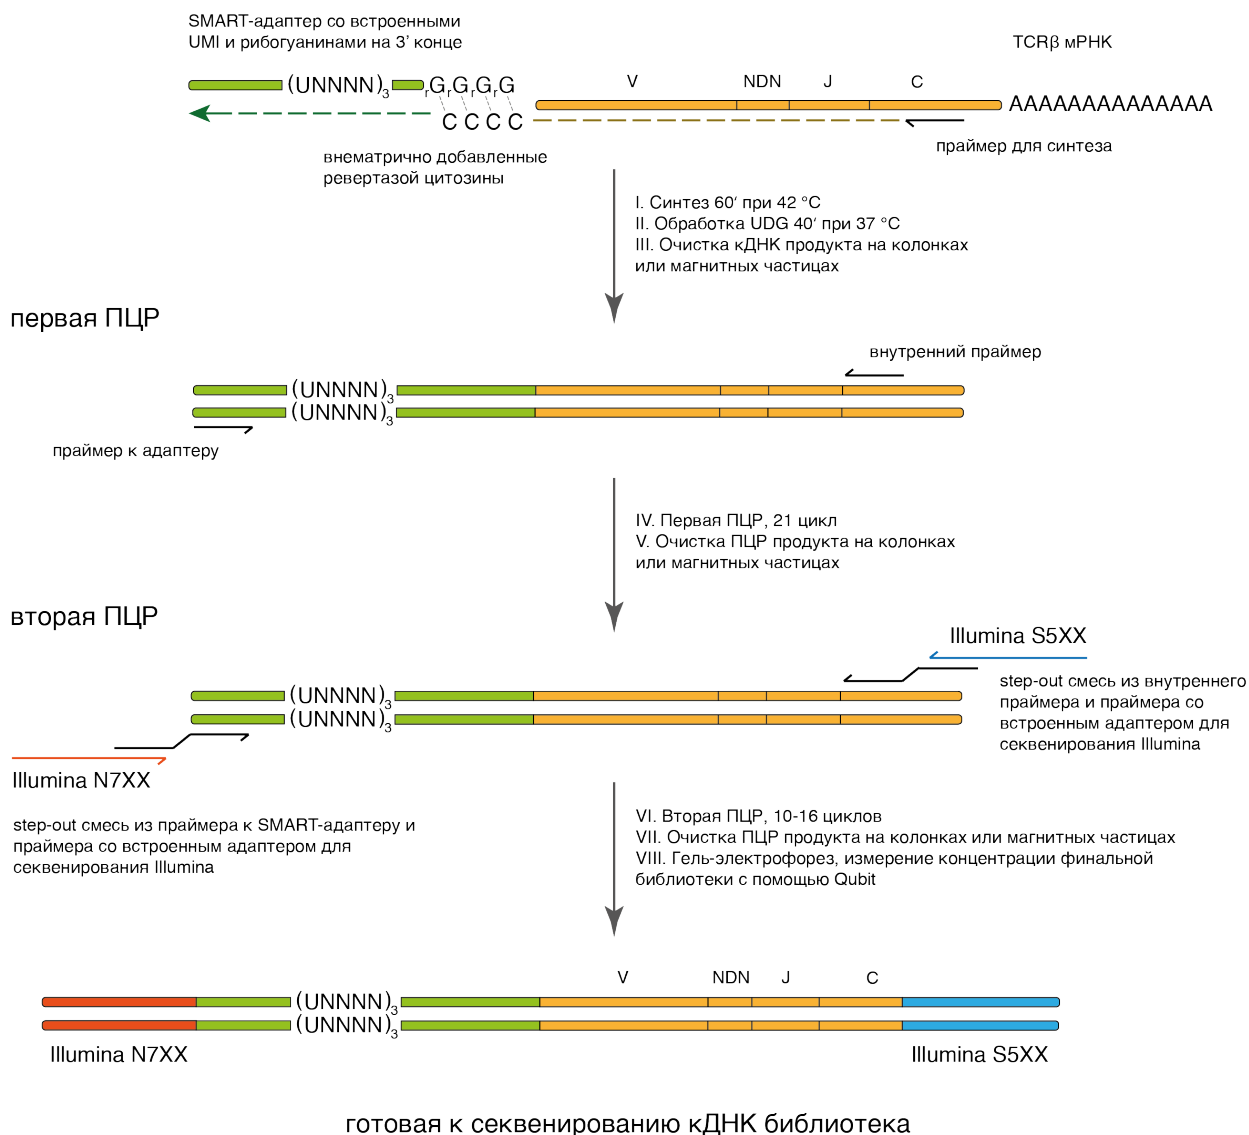 SMART-адаптер со встроенными
UMI и рибогуанинами на 3’ конце
TCRβ мРНК
(UNNNN)3
rGrGrGrG
V NDN J C
AAAAAAAAAAAAAA
CCCC
праймер для синтеза
внематрично добавленные
ревертазой цитозины
I. Синтез 60‘ при 42 °C
II. Обработка UDG 40‘ при 37 °C
III. Очистка кДНК продукта на колонках
или магнитных частицах
первая ПЦР
внутренний праймер
(UNNNN)3
(UNNNN)3
праймер к адаптеру
IV. Первая ПЦР, 21 цикл
V. Очистка ПЦР продукта на колонках
или магнитных частицах
вторая ПЦР
Illumina S5XX
step-out смесь из внутреннего
праймера и праймера со
встроенным адаптером для
секвенирования Illumina
(UNNNN)3
(UNNNN)3
Illumina N7XX
step-out смесь из праймера к SMART-адаптеру и
праймера со встроенным адаптером для
секвенирования Illumina
VI. Вторая ПЦР, 10-16 циклов
VII. Очистка ПЦР продукта на колонках или магнитных частицах
VIII. Гель-электрофорез, измерение концентрации финальной
библиотеки с помощью Qubit
V NDN J C
(UNNNN)3
(UNNNN)3
Illumina N7XX
Illumina S5XX
готовая к секвенированию кДНК библиотека